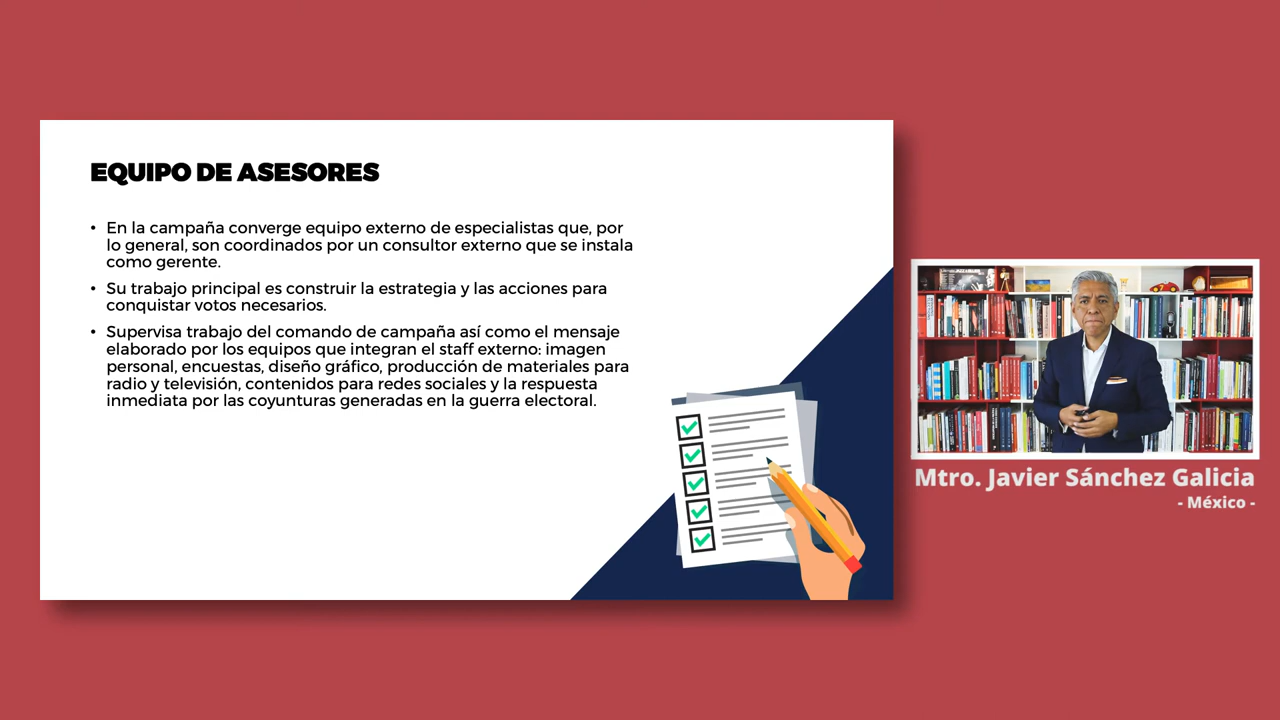 EQUIPO DE ASESORES
• En la campaña converge equipo externo de especialistas que, por
lo general, son coordinados por un consultor externo que se instala
como gerente.
• Su trabajo principal es construir la estrategia y las acciones para
conquistar votos necesarios.
• Supervisa trabajo del comando de campaña así como el mensaje
elaborado por los equipos que integran el staff externo: imagen
personal, encuestas, diseño gráfico, producción de materiales para
radio y televisión, contenidos para redes sociales y la respuesta
inmediata por las coyunturas generadas en la guerra electoral.
Mtro. Javier Sánchez Galicia
- México -